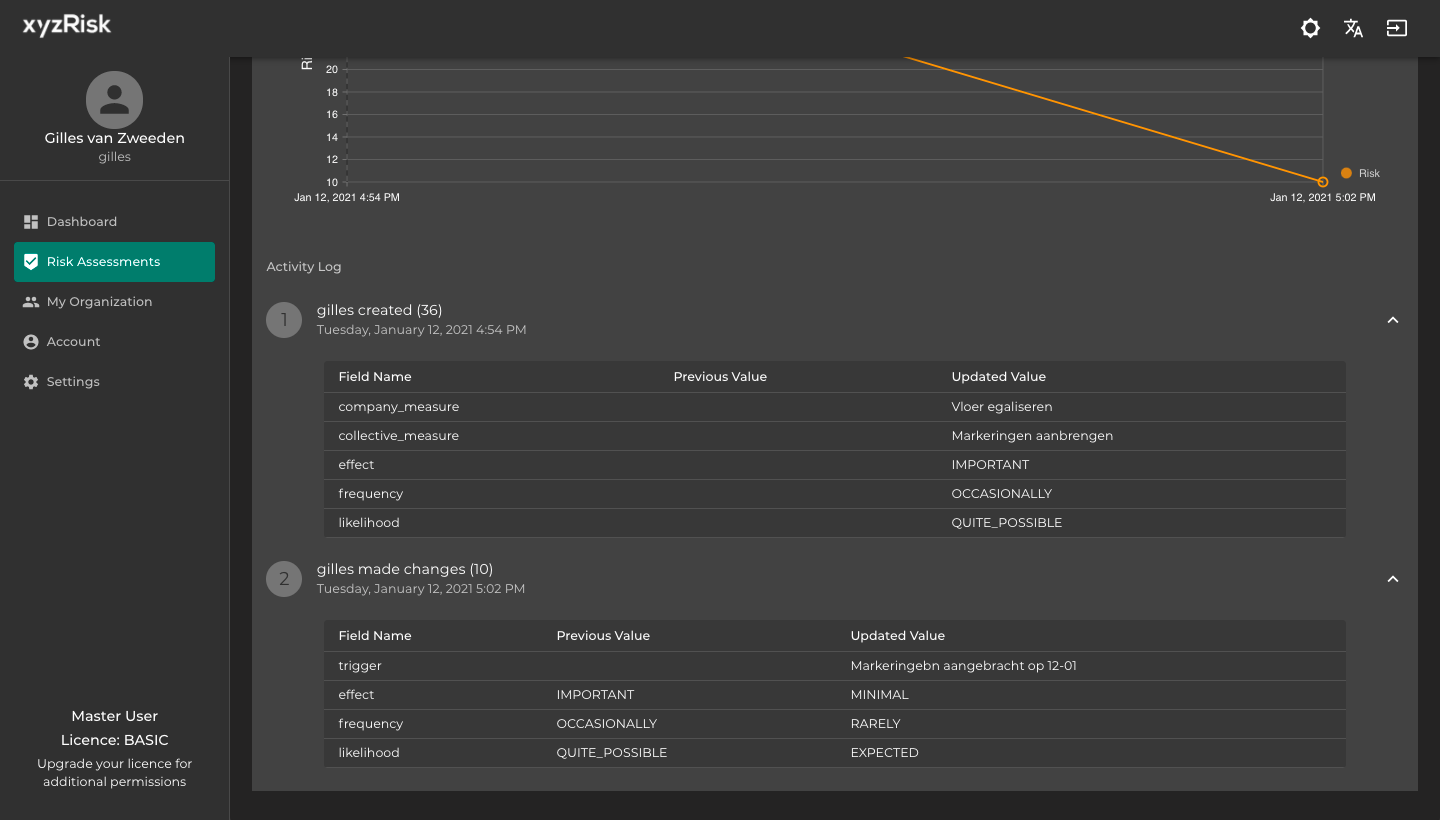 xyzRisk
Gilles van Zweeden
gilles
Dashboard
Risk Assessments
My Organization
Account
Settings
Master User
Licence: BASIC
Upgrade your licence for
additional permissions
20
18
16
14
12
10
Jan 12, 2021 4:54 PM
Jan 12, 2021 5:02 PM
Risk
Activity Log
1
gilles created (36)
Tuesday, January 12, 2021 4:54 PM
Field Name Previous Value Updated Value
company_measure Vloer egaliseren
collective_measure Markeringen aanbrengen
effect IMPORTANT
frequency OCCASIONALLY
likelihood QUITE_POSSIBLE
2
gilles made changes (10)
Tuesday, January 12, 2021 5:02 PM
Field Name Previous Value Updated Value
trigger Markeringebn aangebracht op 12-01
effect IMPORTANT MINIMAL
frequency OCCASIONALLY RARELY
likelihood QUITE_POSSIBLE EXPECTED